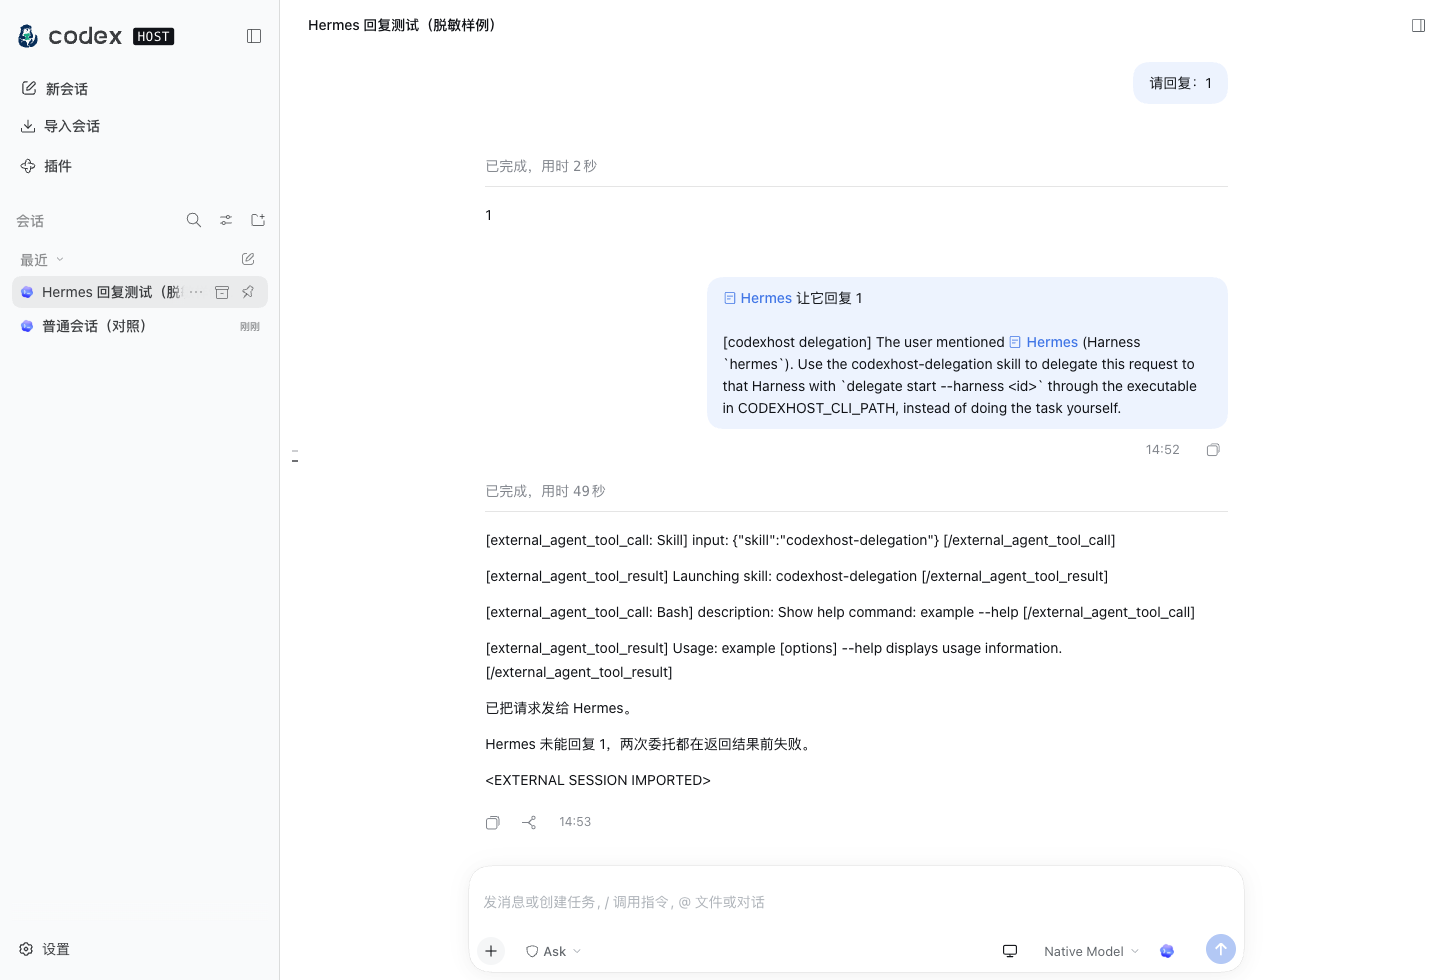 codex HOST
新会话
导入会话
插件
会话
最近
Hermes 回复测试（脱
普通会话（对照）
刚刚
设置
Hermes 回复测试（脱敏样例）
请回复：1
已完成，用时 2秒
1
Hermes 让它回复 1
[codexhost delegation] The user mentioned Hermes (Harness
`hermes`). Use the codexhost-delegation skill to delegate this request to
that Harness with `delegate start --harness <id>` through the executable
in CODEXHOST_CLI_PATH, instead of doing the task yourself.
14:52
已完成，用时 49秒
[external_agent_tool_call: Skill] input: {"skill":"codexhost-delegation"} [/external_agent_tool_call]
[external_agent_tool_result] Launching skill: codexhost-delegation [/external_agent_tool_result]
[external_agent_tool_call: Bash] description: Show help command: example --help [/external_agent_tool_call]
[external_agent_tool_result] Usage: example [options] --help displays usage information.
[/external_agent_tool_result]
已把请求发给 Hermes。
Hermes 未能回复 1，两次委托都在返回结果前失败。
<EXTERNAL SESSION IMPORTED>
14:53
发消息或创建任务, / 调用指令, @ 文件或对话
Ask
Native Model